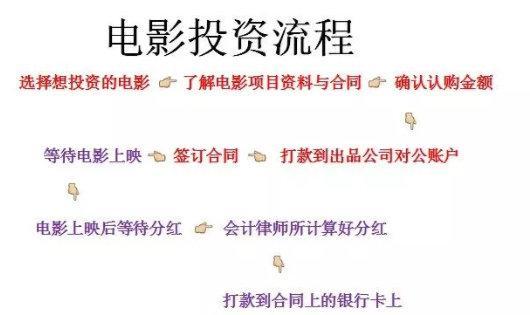 电影投资流程
选择想投资的电影 👉 了解电影项目资料与合同 👉 确认认购金额
👇
等待电影上映 👈 签订合同 👈 打款到出品公司对公账户
👇
电影上映后等待分红 👉 会计律师所计算好分红
👇
打款到合同上的银行卡上